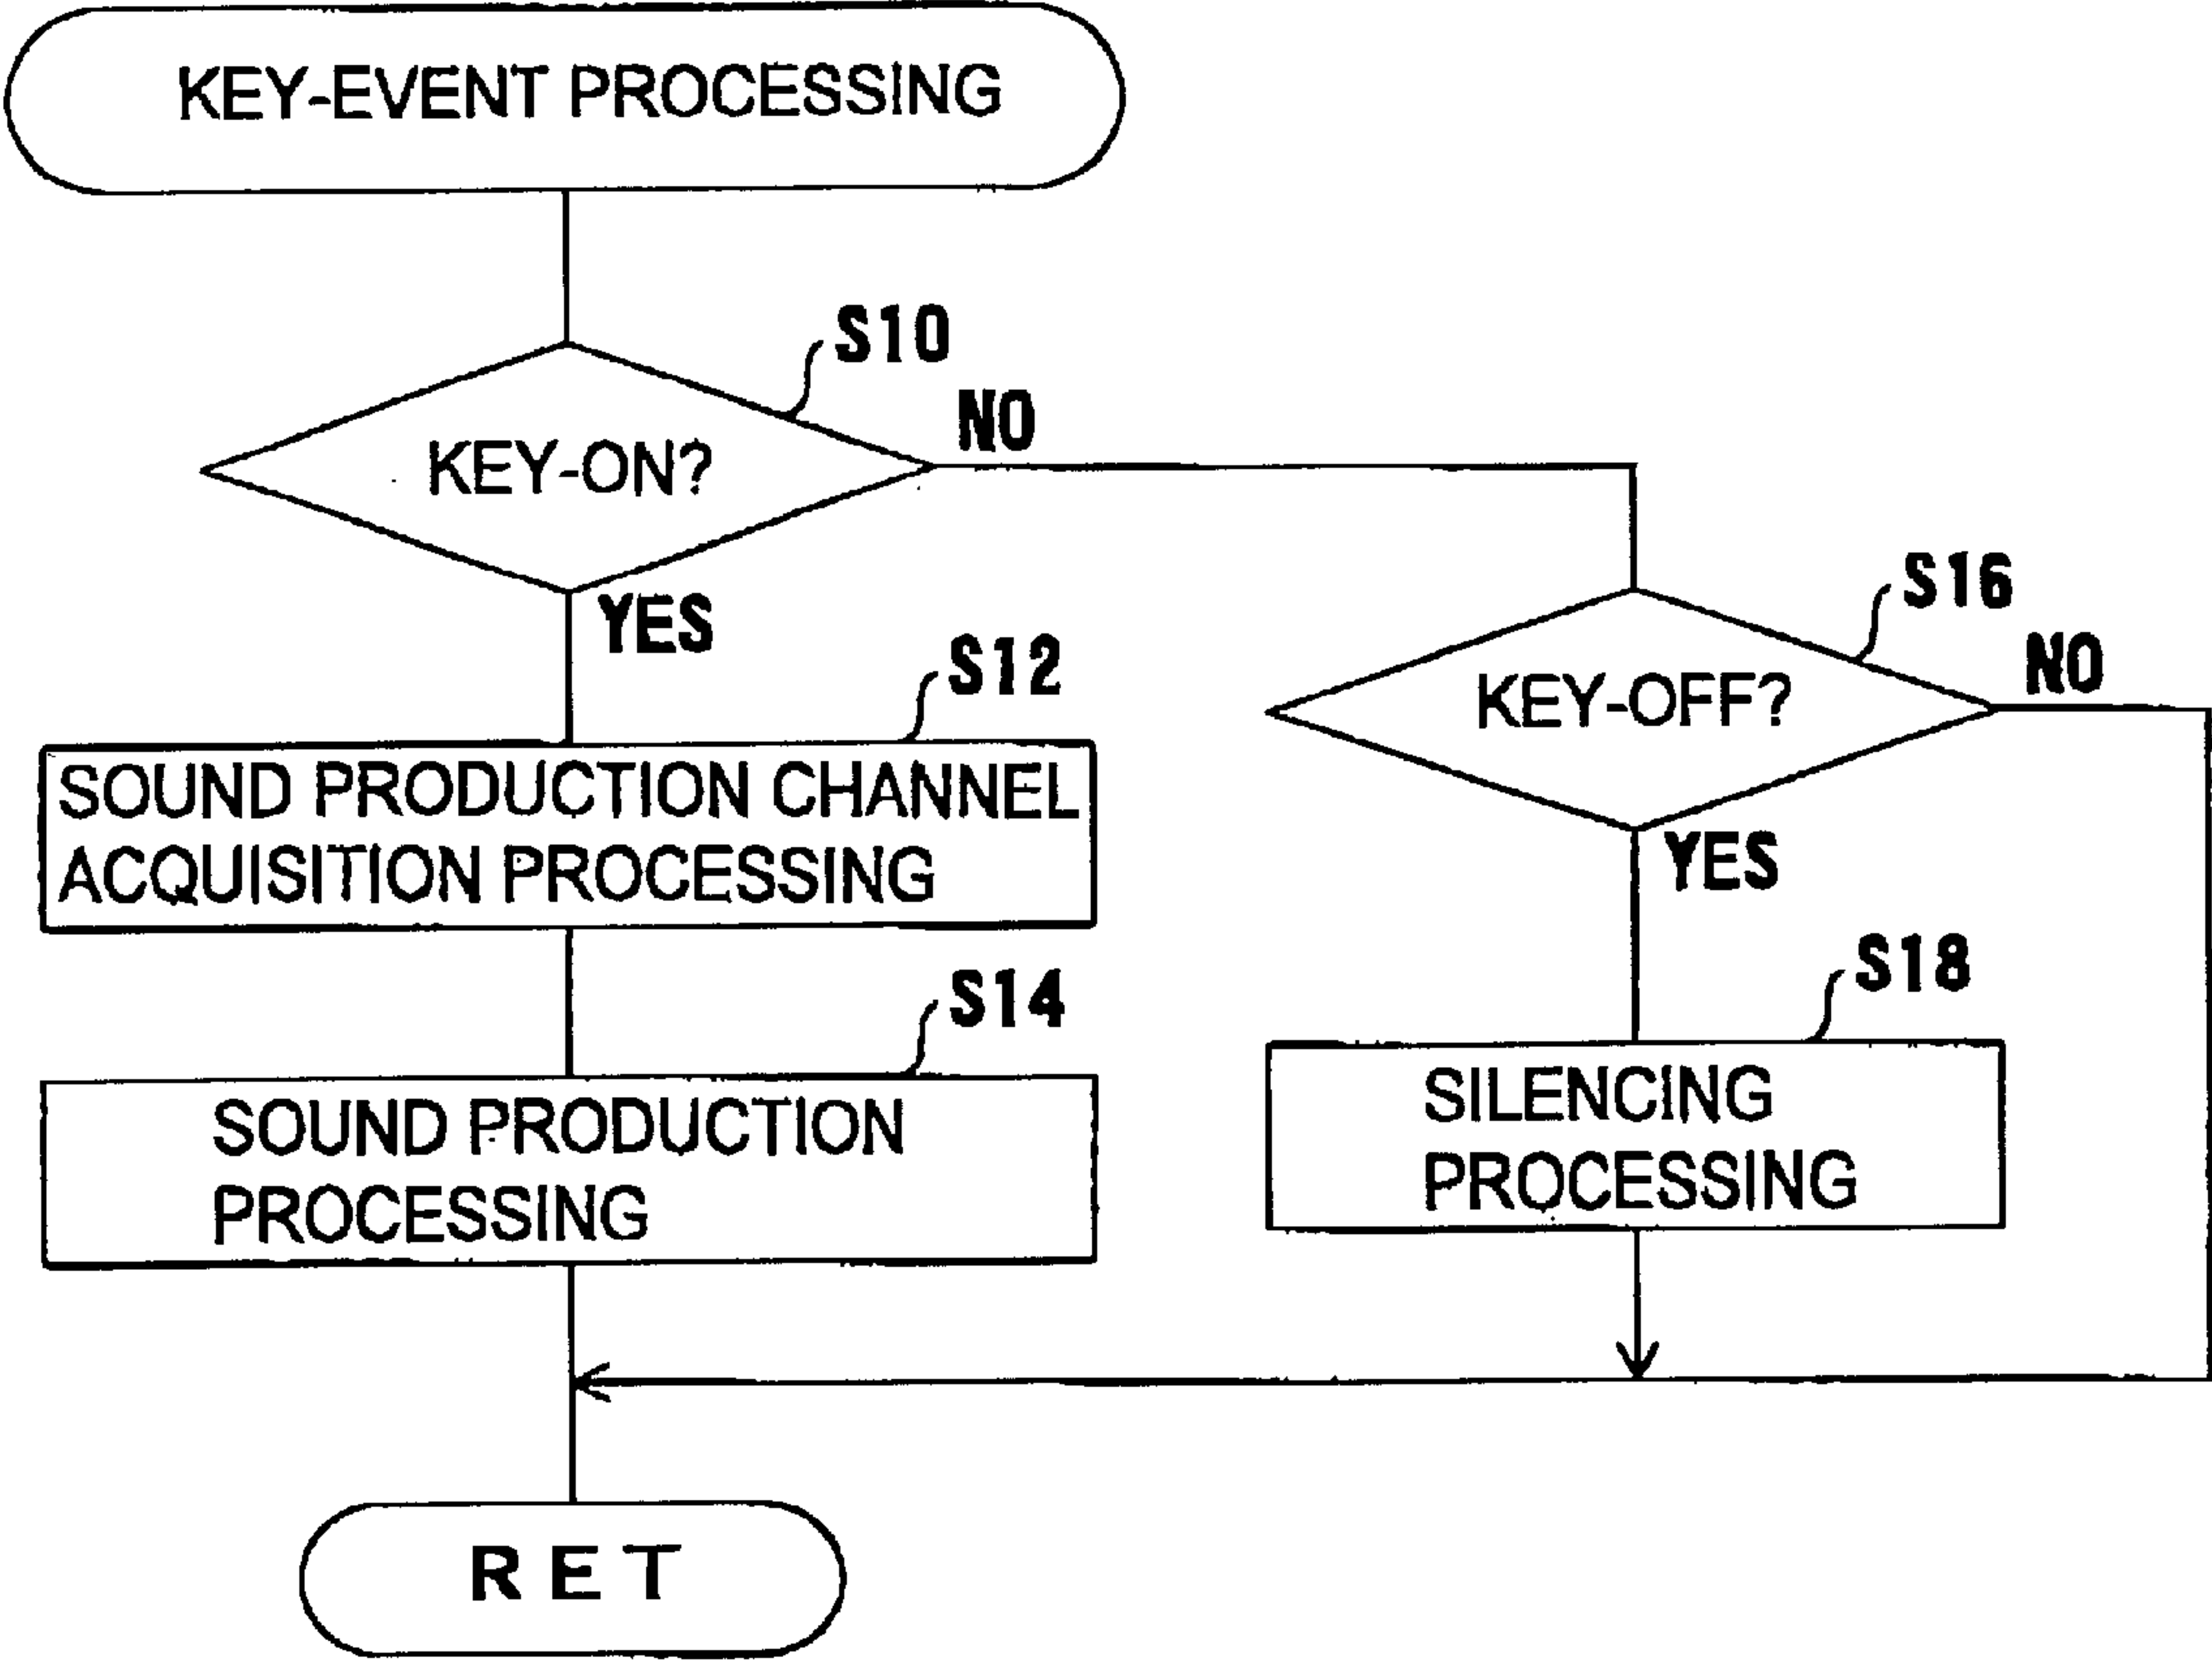 KEY-EVENT PROCESSING
S10
NO
KEY-ON?
YES
S12
SOUND PRODUCTION CHANNEL
ACQUISITION PROCESSING
S14
SOUND PRODUCTION
PROCESSING
S16
NO
KEY-OFF?
YES
S18
SILENCING
PROCESSING
RET